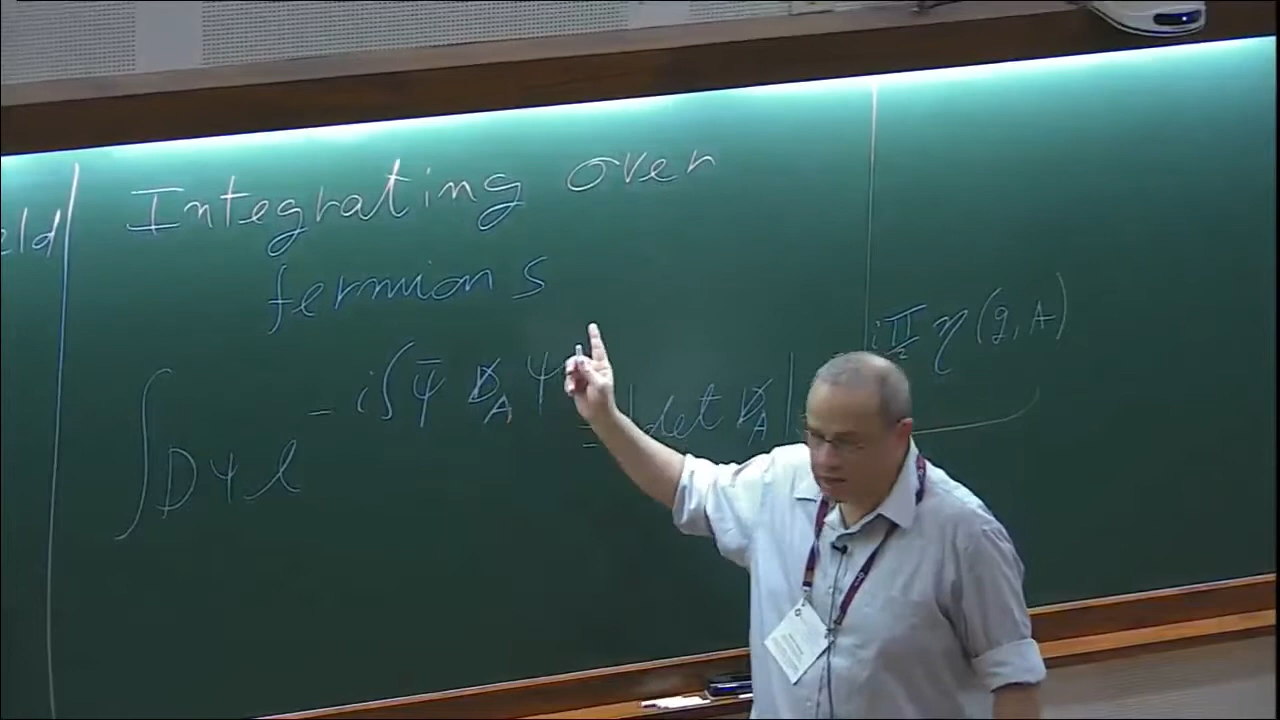 eld
Integrating over
fermions
∫Dψ e^{-i∫ψ̄ D̸_A ψ} = |det D̸_A| e^{iπ/2 η(g,A)}